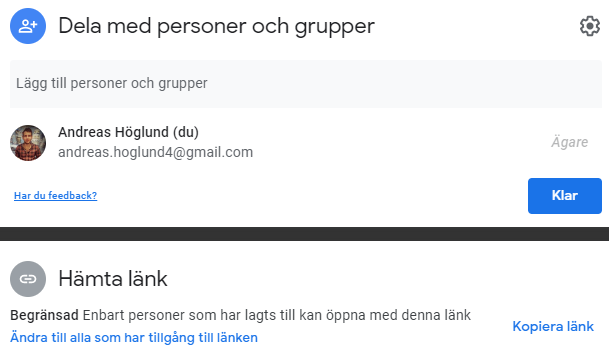 Dela med personer och grupper
Lägg till personer och grupper
Andreas Höglund (du)
andreas.hoglund4@gmail.com
Ägare
Har du feedback?
Klar
Hämta länk
Begränsad Enbart personer som har lagts till kan öppna med denna länk
Ändra till alla som har tillgång till länken
Kopiera länk